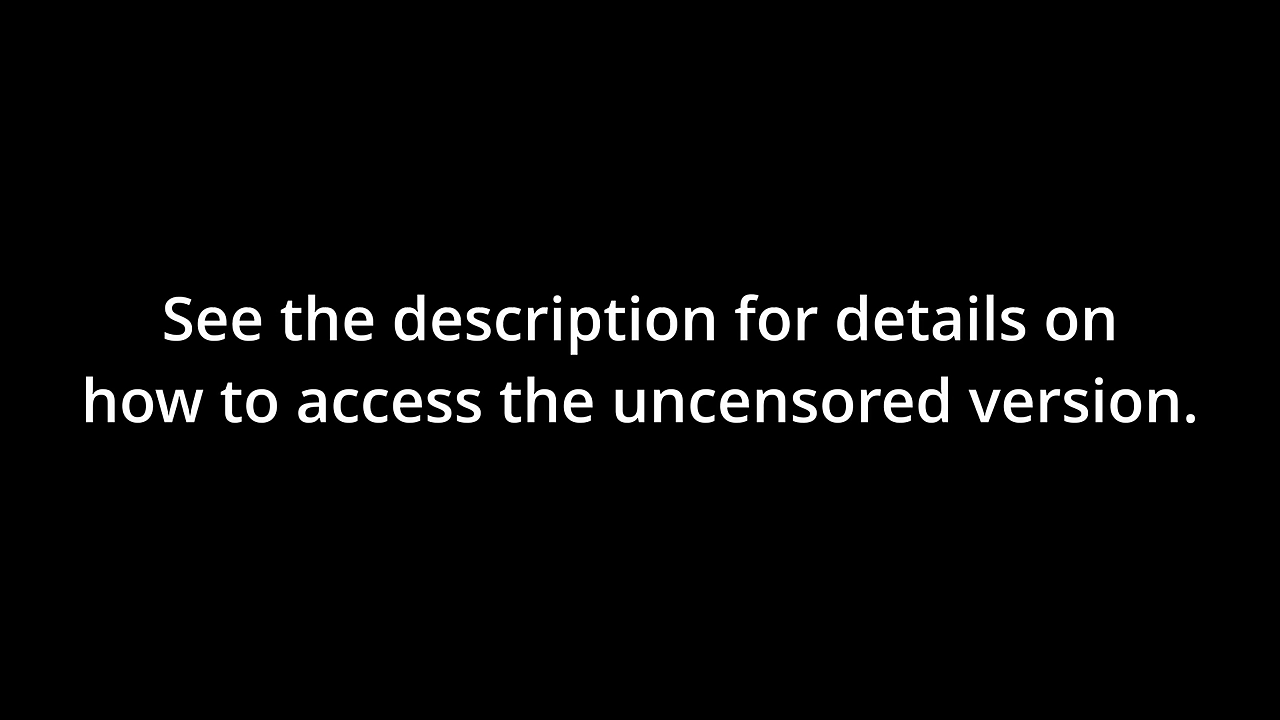 See the description for details on
how to access the uncensored version.